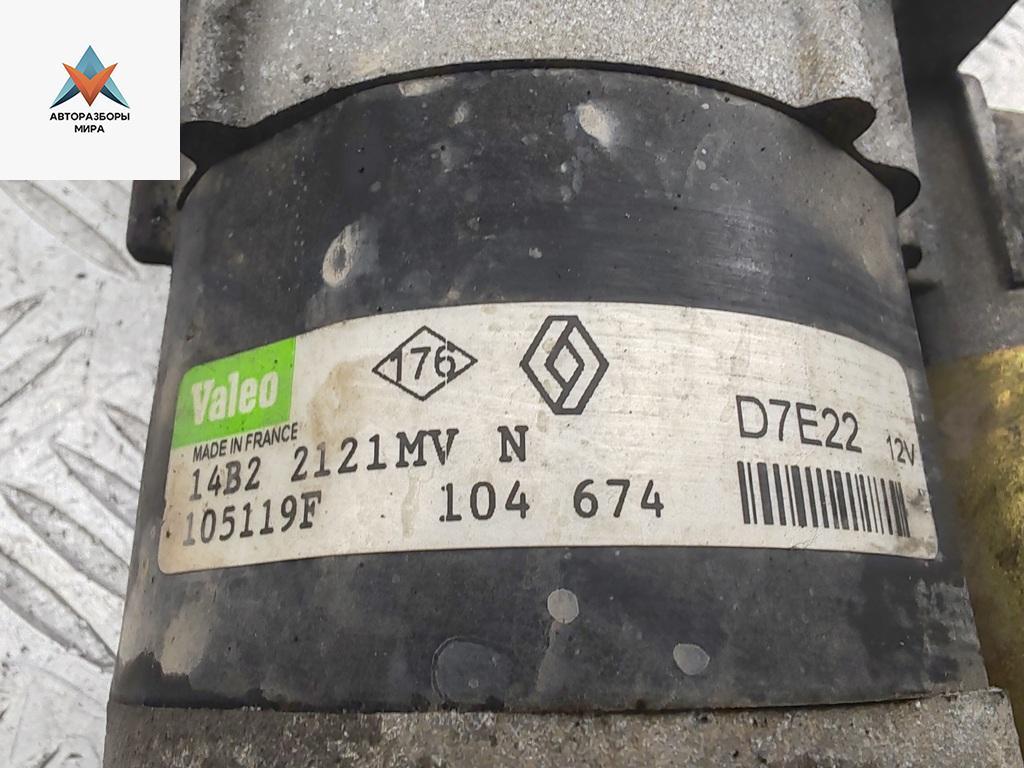 АВТОРАЗБОРЫ
МИРА
176
Valeo
D7E22
12V
MADE IN FRANCE
14B2 2121MV N
105119F 104 674